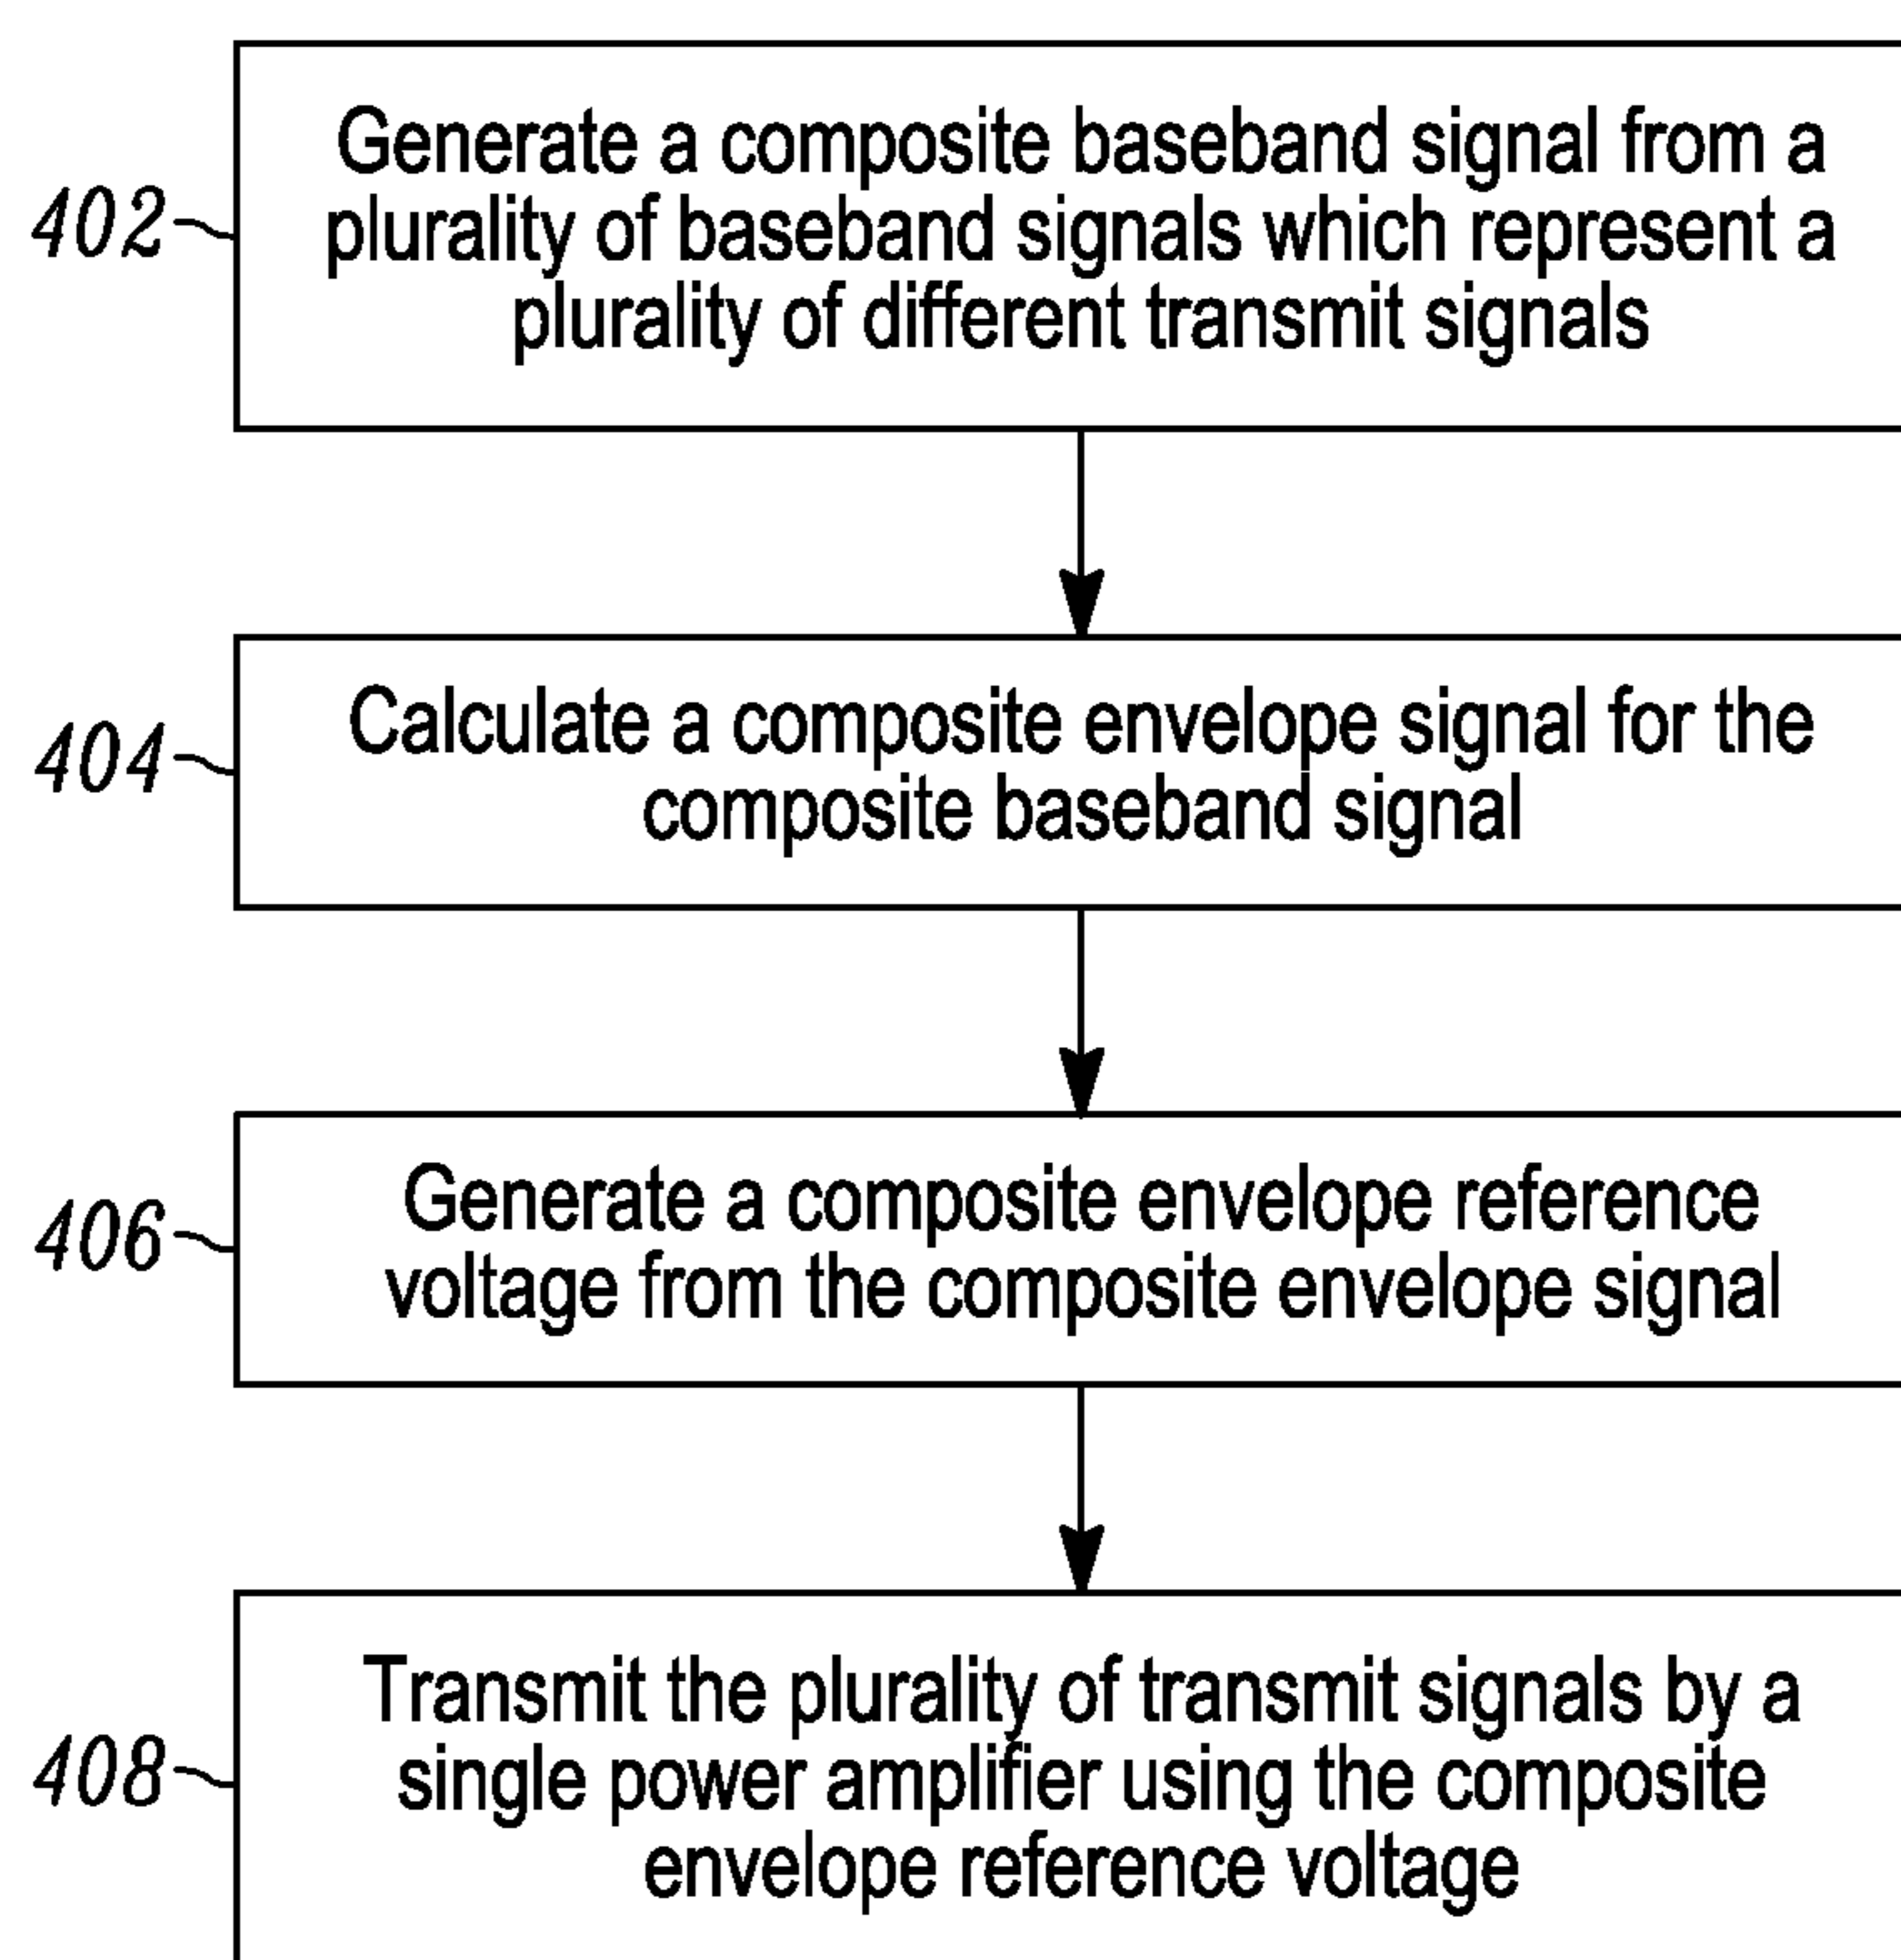 Generate a composite baseband signal from a
402 plurality of baseband signals which represent a
plurality of different transmit signals
Calculate a composite envelope signal for the
404 composite baseband signal
Generate a composite envelope reference
406 voltage from the composite envelope signal
Transmit the plurality of transmit signals by a
408 single power amplifier using the composite
envelope reference voltage